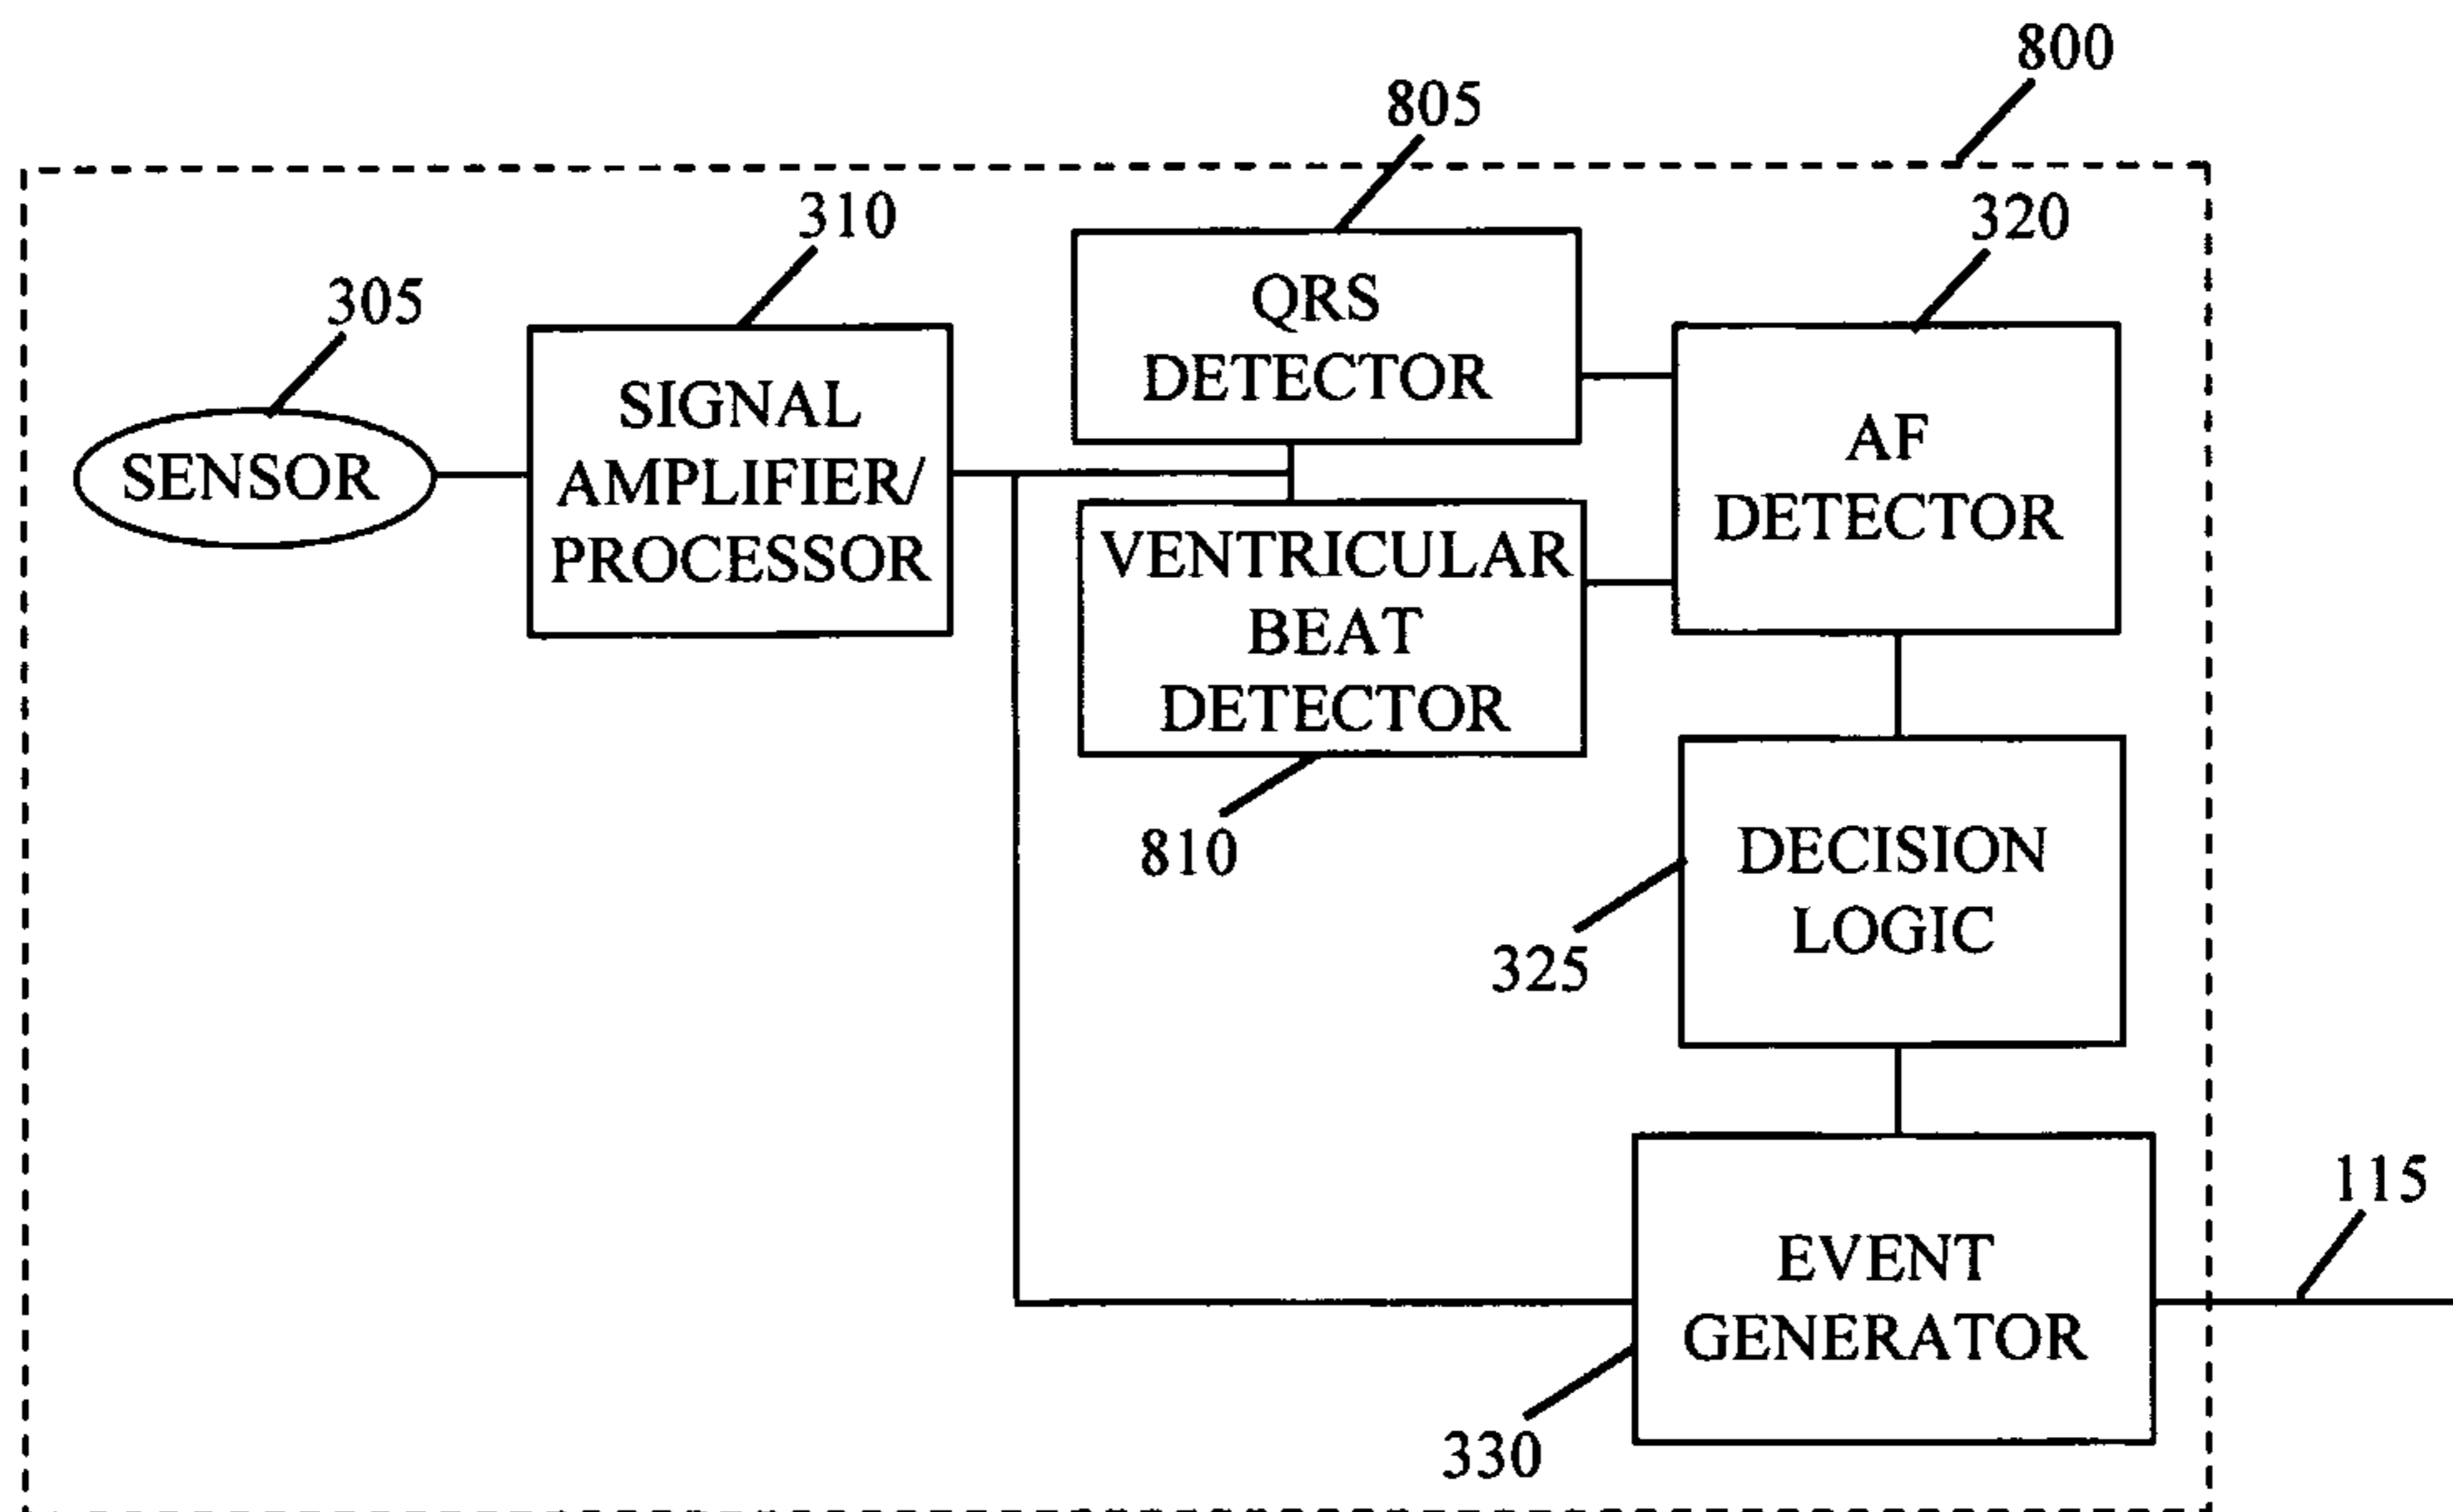 800
805
310
320
305
QRS
DETECTOR
SIGNAL
AMPLIFIER/
PROCESSOR
SENSOR
AF
DETECTOR
VENTRICULAR
BEAT
DETECTOR
810
DECISION
LOGIC
325
115
EVENT
GENERATOR
330